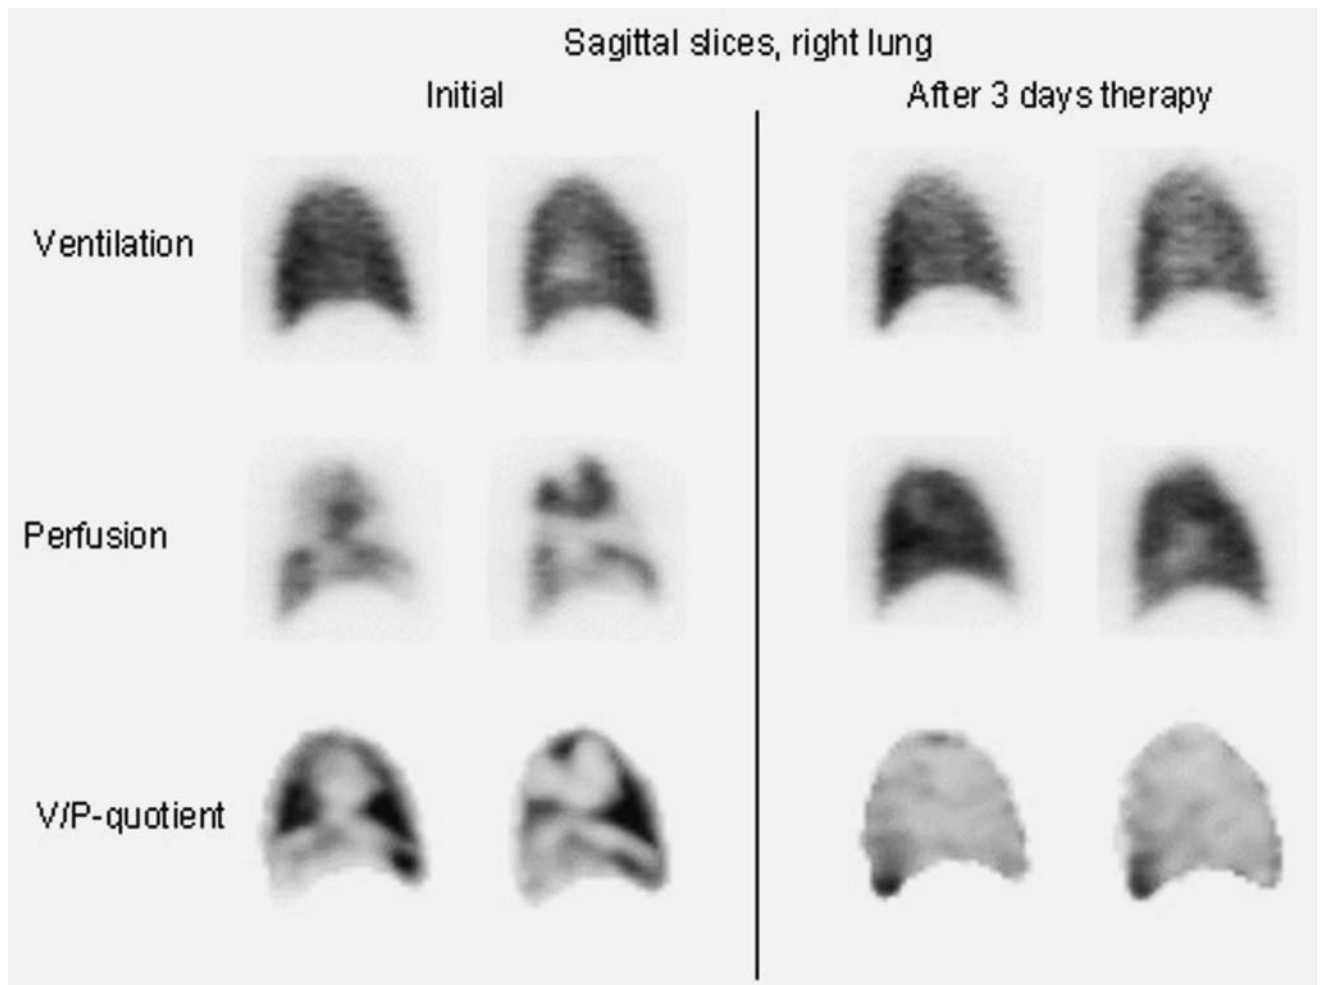 Sagittal slices, right lung
Initial
After 3 days therapy
Ventilation
Perfusion
V/P-quotient